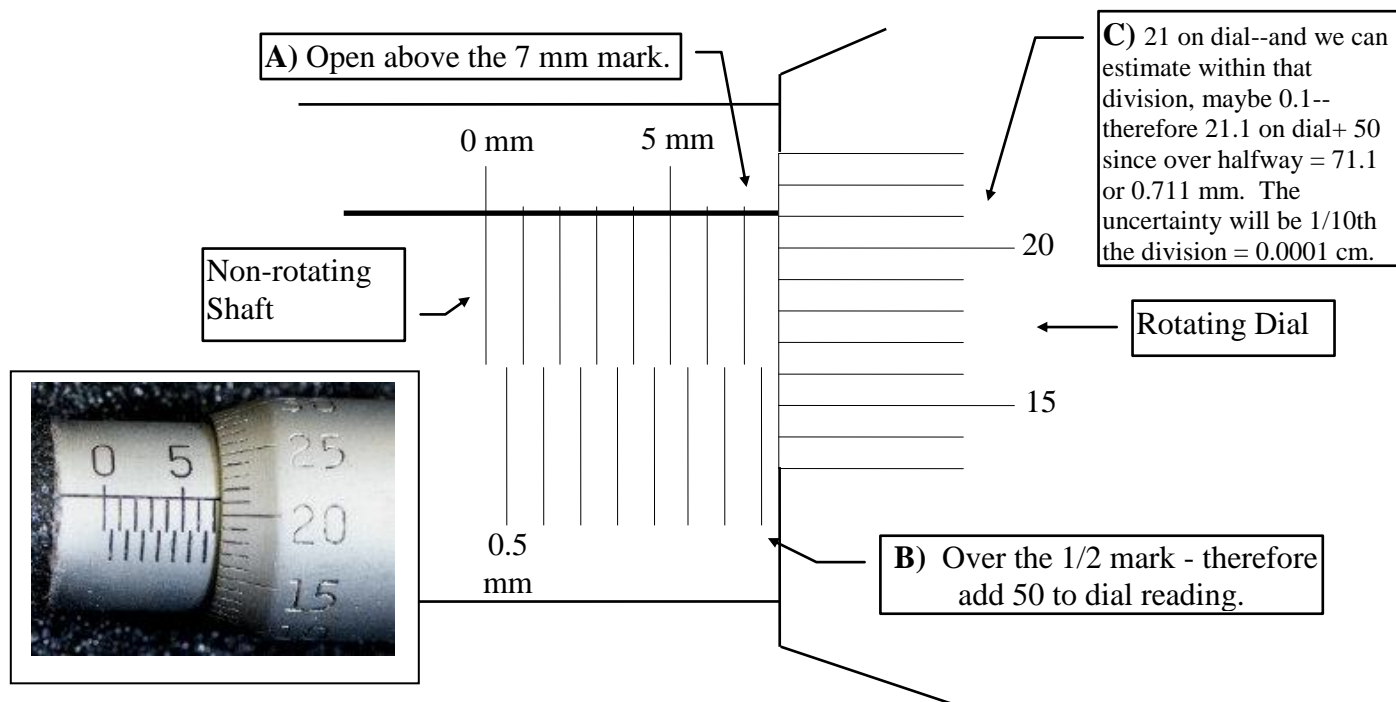 A) Open above the 7 mm mark.
C) 21 on dial--and we can
estimate within that
division, maybe 0.1--
therefore 21.1 on dial+ 50
since over halfway = 71.1
or 0.711 mm.  The
uncertainty will be 1/10th
the division = 0.0001 cm.
0 mm
5 mm
20
Non-rotating
Shaft
Rotating Dial
15
0.5
mm
B)  Over the 1/2 mark - therefore
add 50 to dial reading.
0
5
25
20
15